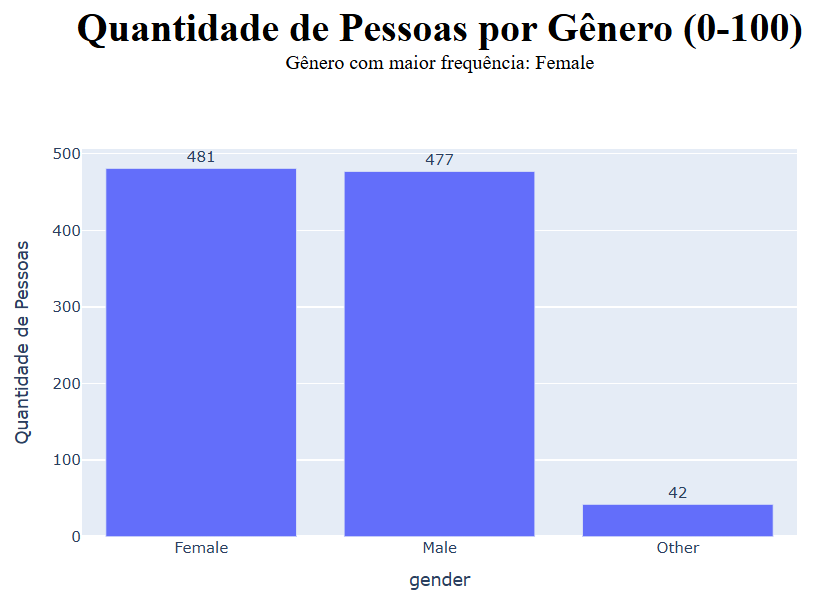 Quantidade de Pessoas por Gênero (0-100)
Gênero com maior frequência: Female
Quantidade de Pessoas
500
400
300
200
100
0
481
477
42
Female
Male
Other
gender